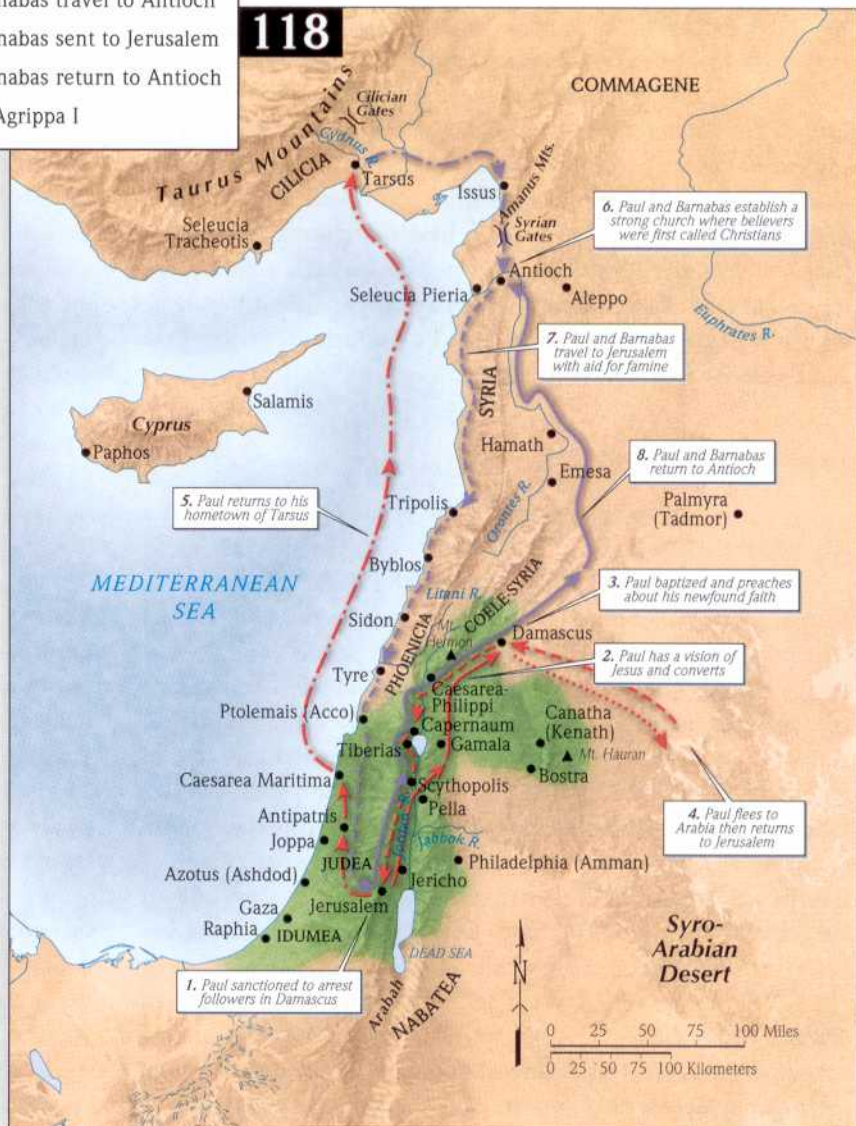 nabas travel to Antioch
nabas sent to Jerusalem
nabas return to Antioch
Agrippa I
118
COMMAGENE
Cilician
Gates
Taurus Mountains
Cydnus R.
CILICIA
Tarsus
Issus
Amanus Mts.
Syrian
Gates
Seleucia
Tracheotis
6. Paul and Barnabas establish a
strong church where believers
were first called Christians
Antioch
Seleucia Pieria
Aleppo
Euphrates R.
7. Paul and Barnabas
travel to Jerusalem
with aid for famine
SYRIA
Salamis
Cyprus
Paphos
Hamath
Emesa
8. Paul and Barnabas
return to Antioch
5. Paul returns to his
hometown of Tarsus
Tripolis
Orontes R.
Palmyra
(Tadmor)
Byblos
MEDITERRANEAN
SEA
Litani R.
COELE-SYRIA
3. Paul baptized and preaches
about his newfound faith
Sidon
PHOENICIA
Mt.
Hermon
Damascus
2. Paul has a vision of
Jesus and converts
Tyre
Caesarea-
Philippi
Ptolemais (Acco)
Capernaum
Canatha
(Kenath)
Tiberias
Gamala
Mt. Hauran
Bostra
Caesarea Maritima
Scythopolis
Pella
4. Paul flees to
Arabia then returns
to Jerusalem
Antipatris
Joppa
Jordan R.
Jabbok R.
JUDEA
Philadelphia (Amman)
Azotus (Ashdod)
Jericho
Gaza
Jerusalem
Raphia
IDUMEA
Syro-
Arabian
Desert
DEAD SEA
1. Paul sanctioned to arrest
followers in Damascus
Arabah
NABATEA
N
0 25 50 75 100 Miles
0 25 50 75 100 Kilometers